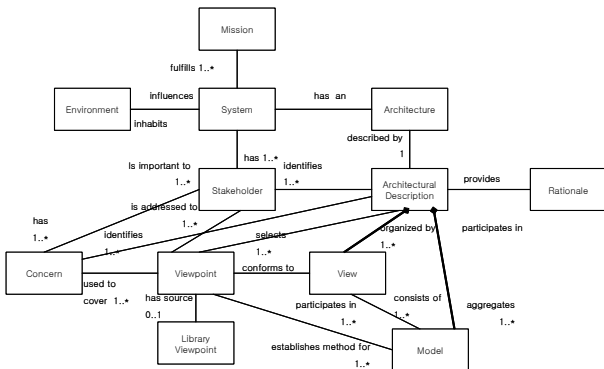 Mission
fulfills 1..*
Environment
influences
inhabits
System
has an
Architecture
described by
1
has 1..*
Is important to
1..*
Stakeholder
identifies
1..*
Architectural
Description
provides
Rationale
is addressed to
1..*
has
1..*
identifies
1..*
selects
1..*
organized by
1..*
participates in
Concern
used to
cover 1..*
Viewpoint
conforms to
View
has source
0..1
participates in
1..*
consists of
1..*
aggregates
1..*
Library
Viewpoint
establishes method for
1..*
Model